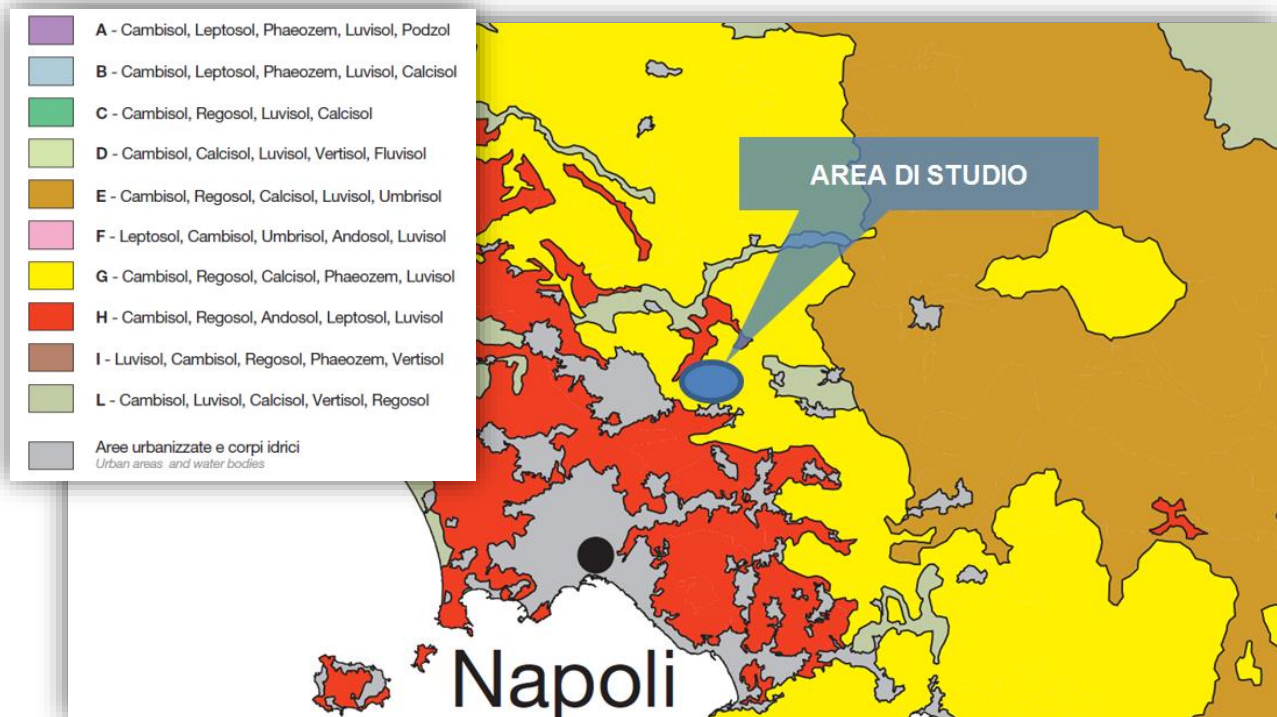 A - Cambisol, Leptosol, Phaeozem, Luvisol, Podzol
B - Cambisol, Leptosol, Phaeozem, Luvisol, Calcisol
C - Cambisol, Regosol, Luvisol, Calcisol
D - Cambisol, Calcisol, Luvisol, Vertisol, Fluvisol
E - Cambisol, Regosol, Calcisol, Luvisol, Umbrisol
F - Leptosol, Cambisol, Umbrisol, Andosol, Luvisol
G - Cambisol, Regosol, Calcisol, Phaeozem, Luvisol
H - Cambisol, Regosol, Andosol, Leptosol, Luvisol
I - Luvisol, Cambisol, Regosol, Phaeozem, Vertisol
L - Cambisol, Luvisol, Calcisol, Vertisol, Regosol
Aree urbanizzate e corpi idrici
Urban areas and water bodies
AREA DI STUDIO
Napoli